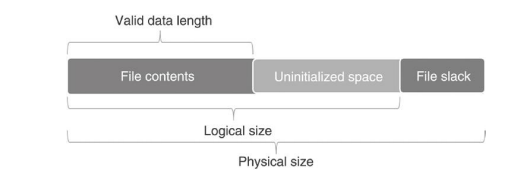 Valid data length
File contents
Uninitialized space
File slack
Logical size
Physical size